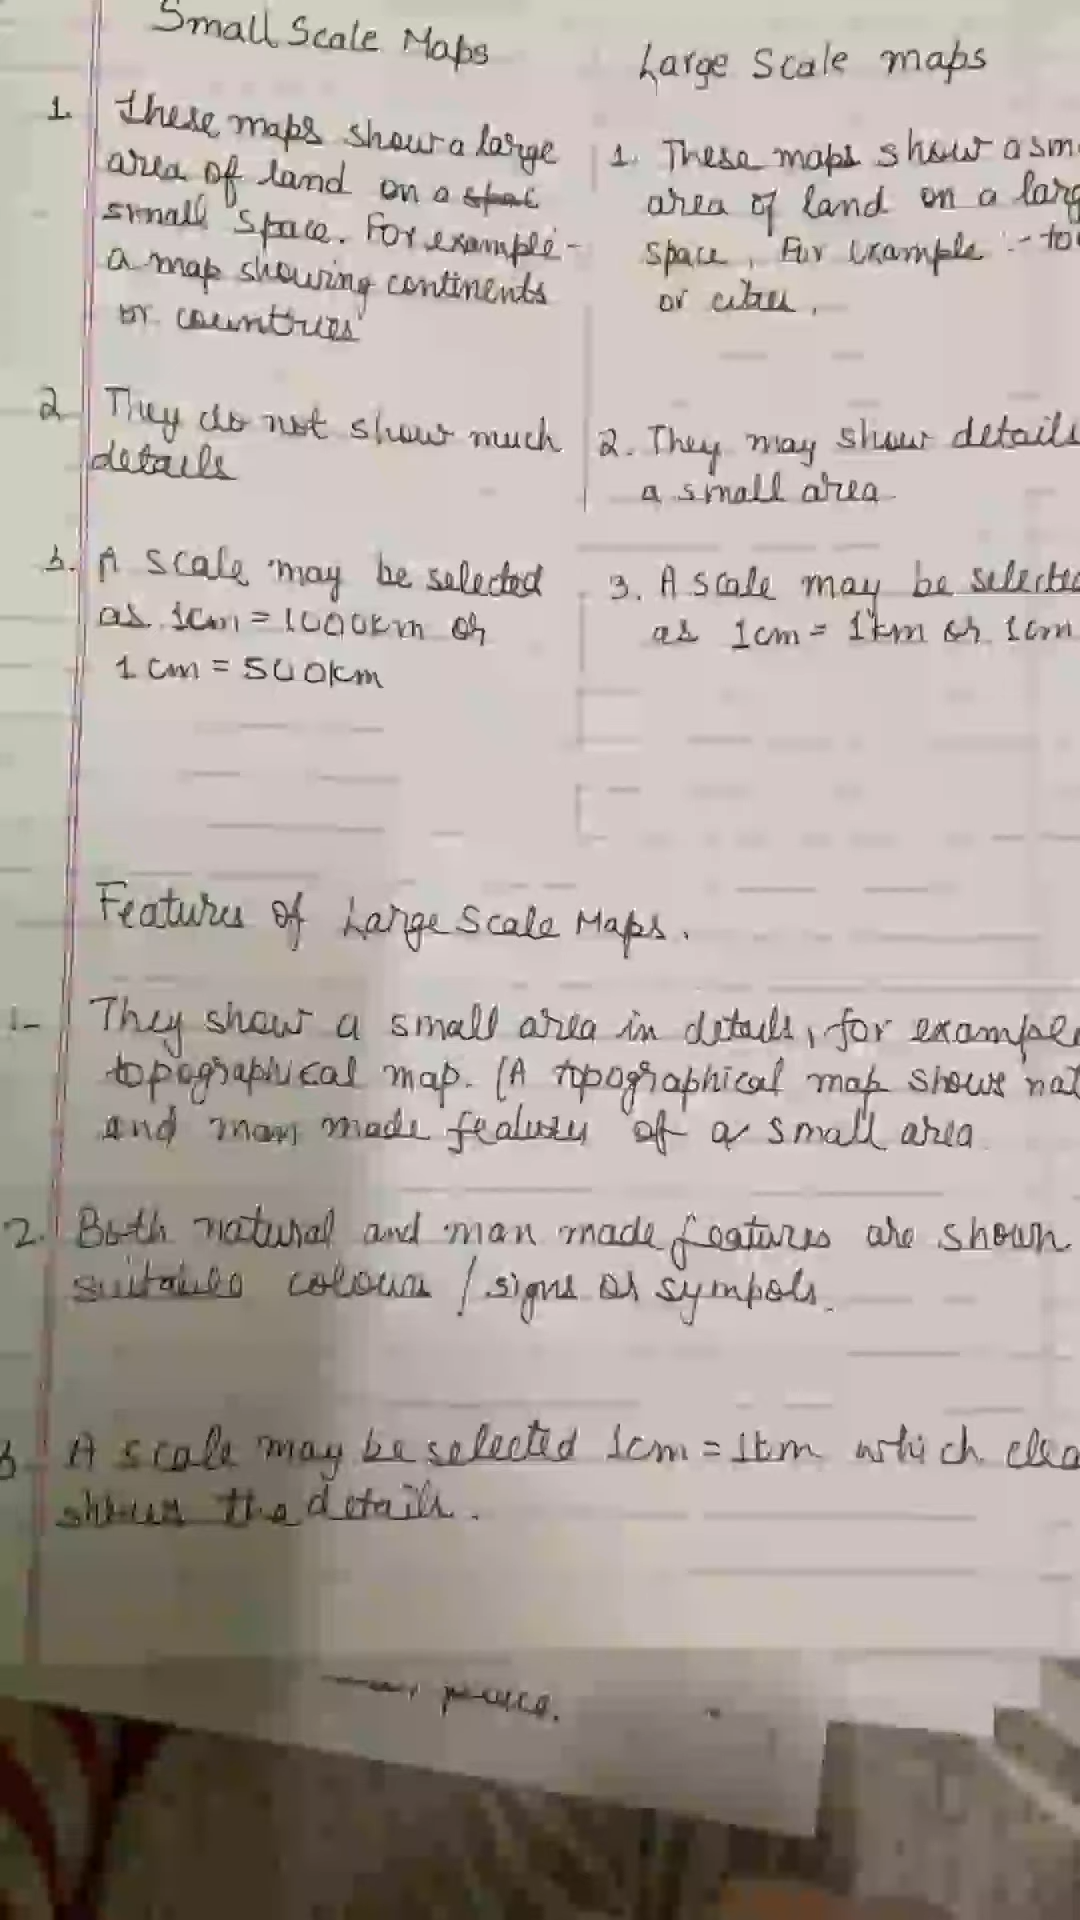 Small Scale Maps
1. These maps show a large
area of land on a
small space. For example -
a map showing continents
or countries
2 They do not show much
details
3. A scale may be selected
as 1cm = 1000km or
1 cm = 500km
Large Scale maps
1. These maps show a sm
area of land on a larg
space, For example :- to
or cities.
2. They may show details
a small area
3. A scale may be selected
as 1cm = 1km or 1cm
Features of Large Scale Maps.
1- They show a small area in details, for example
topographical map. (A topographical map shows nat
and man made features of a small area
2. Both natural and man made features are shown
suitable colours / signs or symbols.
3 A scale may be selected 1cm = 1km which clea
shows the details.